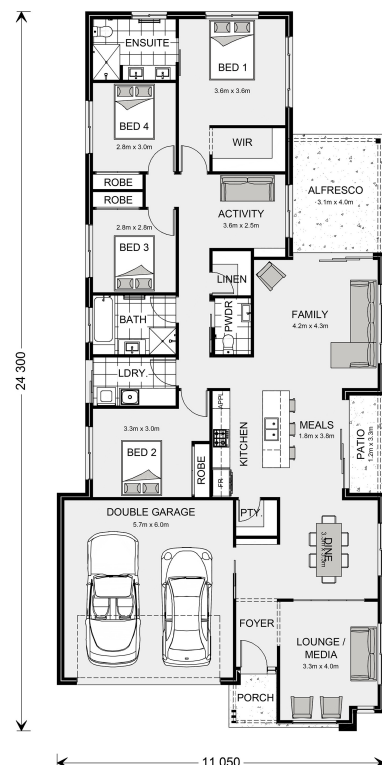 ENSUITE
BED 1
3.6m x 3.6m
BED 4
2.8m x 3.0m
WIR
ROBE
ROBE
ALFRESCO
3.1m x 4.0m
ACTIVITY
3.6m x 2.5m
2.8m x 2.8m
BED 3
LINEN
FAMILY
4.2m x 4.3m
BATH
PWDR
LDRY.
24 300
APPL.
3.3m x 3.0m
BED 2
ROBE
KITCHEN
MEALS
1.8m x 3.8m
PATIO
1.2m x 3.3m
FR
DOUBLE GARAGE
5.7m x 6.0m
PTY.
DINE
FOYER
LOUNGE /
MEDIA
3.3m x 4.0m
PORCH
11 050